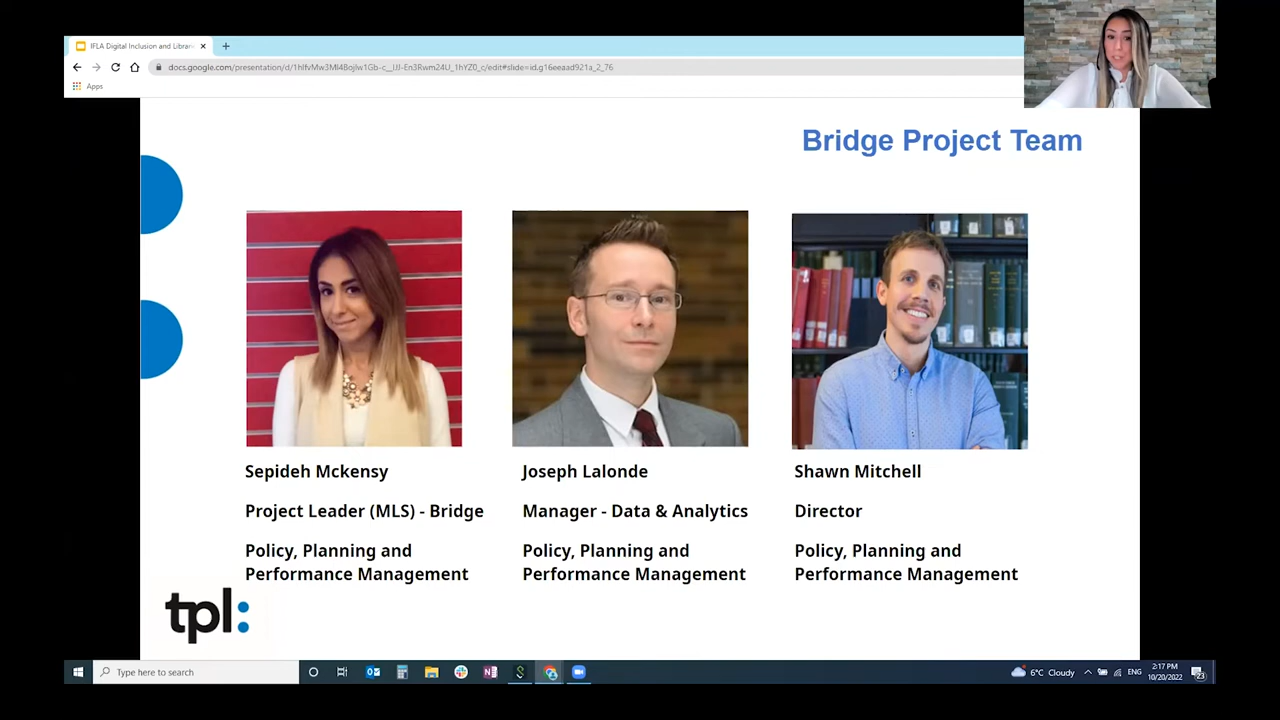 IFLA Digital Inclusion and Librar
Apps
Bridge Project Team
Sepideh Mckensy
Joseph Lalonde
Shawn Mitchell
Project Leader (MLS) - Bridge
Manager - Data & Analytics
Director
Policy, Planning and
Performance Management
Policy, Planning and
Performance Management
Policy, Planning and
Performance Management
tpl:
Type here to search
6°C Cloudy
ENG
2:17 PM
10/20/2022
23